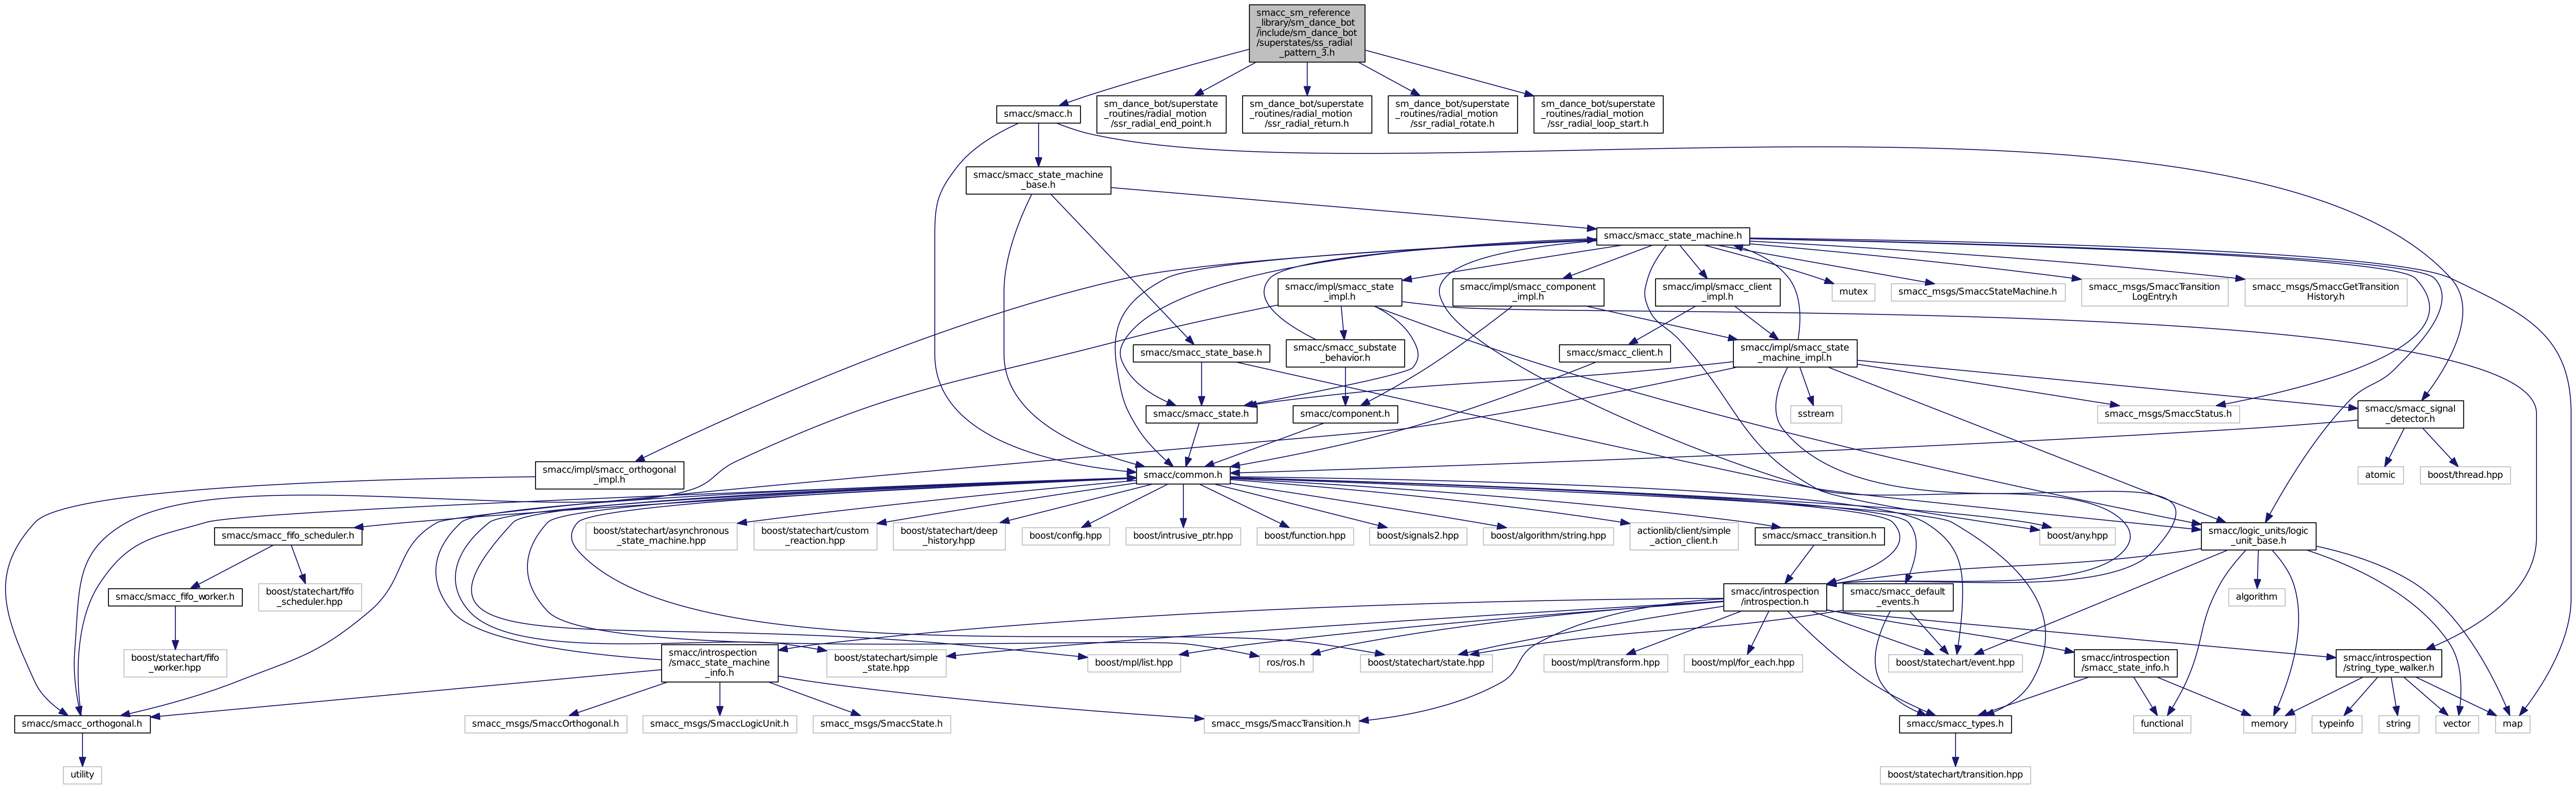 smacc_sm_reference
_library/sm_dance_bot
/include/sm_dance_bot
/superstates/ss_radial
_pattern_3.h
smacc/smacc.h
sm_dance_bot/superstate
_routines/radial_motion
/ssr_radial_end_point.h
sm_dance_bot/superstate
_routines/radial_motion
/ssr_radial_return.h
sm_dance_bot/superstate
_routines/radial_motion
/ssr_radial_rotate.h
sm_dance_bot/superstate
_routines/radial_motion
/ssr_radial_loop_start.h
smacc/smacc_state_machine
_base.h
smacc/smacc_state_machine.h
smacc/impl/smacc_state
_impl.h
smacc/impl/smacc_component
_impl.h
smacc/impl/smacc_client
_impl.h
mutex
smacc_msgs/SmaccStateMachine.h
smacc_msgs/SmaccTransition
LogEntry.h
smacc_msgs/SmaccGetTransition
History.h
smacc/smacc_state_base.h
smacc/smacc_substate
_behavior.h
smacc/smacc_client.h
smacc/impl/smacc_state
_machine_impl.h
smacc/smacc_state.h
smacc/component.h
sstream
smacc_msgs/SmaccStatus.h
smacc/smacc_signal
_detector.h
smacc/impl/smacc_orthogonal
_impl.h
smacc/common.h
atomic
boost/thread.hpp
smacc/smacc_fifo_scheduler.h
boost/statechart/asynchronous
_state_machine.hpp
boost/statechart/custom
_reaction.hpp
boost/statechart/deep
_history.hpp
boost/config.hpp
boost/intrusive_ptr.hpp
boost/function.hpp
boost/signals2.hpp
boost/algorithm/string.hpp
actionlib/client/simple
_action_client.h
smacc/smacc_transition.h
boost/any.hpp
smacc/logic_units/logic
_unit_base.h
smacc/smacc_fifo_worker.h
boost/statechart/fifo
_scheduler.hpp
smacc/introspection
/introspection.h
smacc/smacc_default
_events.h
algorithm
boost/statechart/fifo
_worker.hpp
smacc/introspection
/smacc_state_machine
_info.h
boost/statechart/simple
_state.hpp
boost/mpl/list.hpp
ros/ros.h
boost/statechart/state.hpp
boost/mpl/transform.hpp
boost/mpl/for_each.hpp
boost/statechart/event.hpp
smacc/introspection
/smacc_state_info.h
smacc/introspection
/string_type_walker.h
smacc/smacc_orthogonal.h
smacc_msgs/SmaccOrthogonal.h
smacc_msgs/SmaccLogicUnit.h
smacc_msgs/SmaccState.h
smacc_msgs/SmaccTransition.h
smacc/smacc_types.h
functional
memory
typeinfo
string
vector
map
utility
boost/statechart/transition.hpp